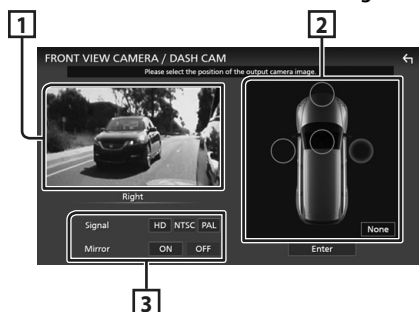 1
2
FRONT VIEW CAMERA / DASH CAM
Please select the position of the output camera image.
Right
Signal HD NTSC PAL
Mirror ON OFF
None
Enter
3